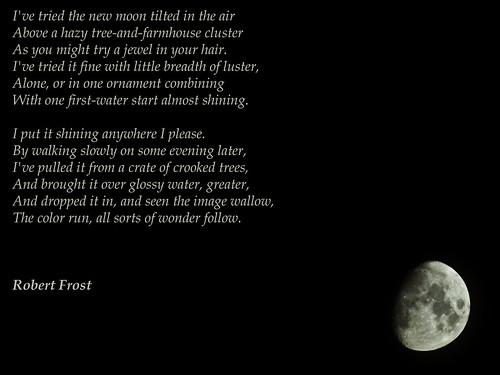 I've tried the new moon tilted in the air
Above a hazy tree-and-farmhouse cluster
As you might try a jewel in your hair.
I've tried it fine with little breadth of luster,
Alone, or in one ornament combining
With one first-water start almost shining.

I put it shining anywhere I please.
By walking slowly on some evening later,
I've pulled it from a crate of crooked trees,
And brought it over glossy water, greater,
And dropped it in, and seen the image wallow,
The color run, all sorts of wonder follow.

Robert Frost